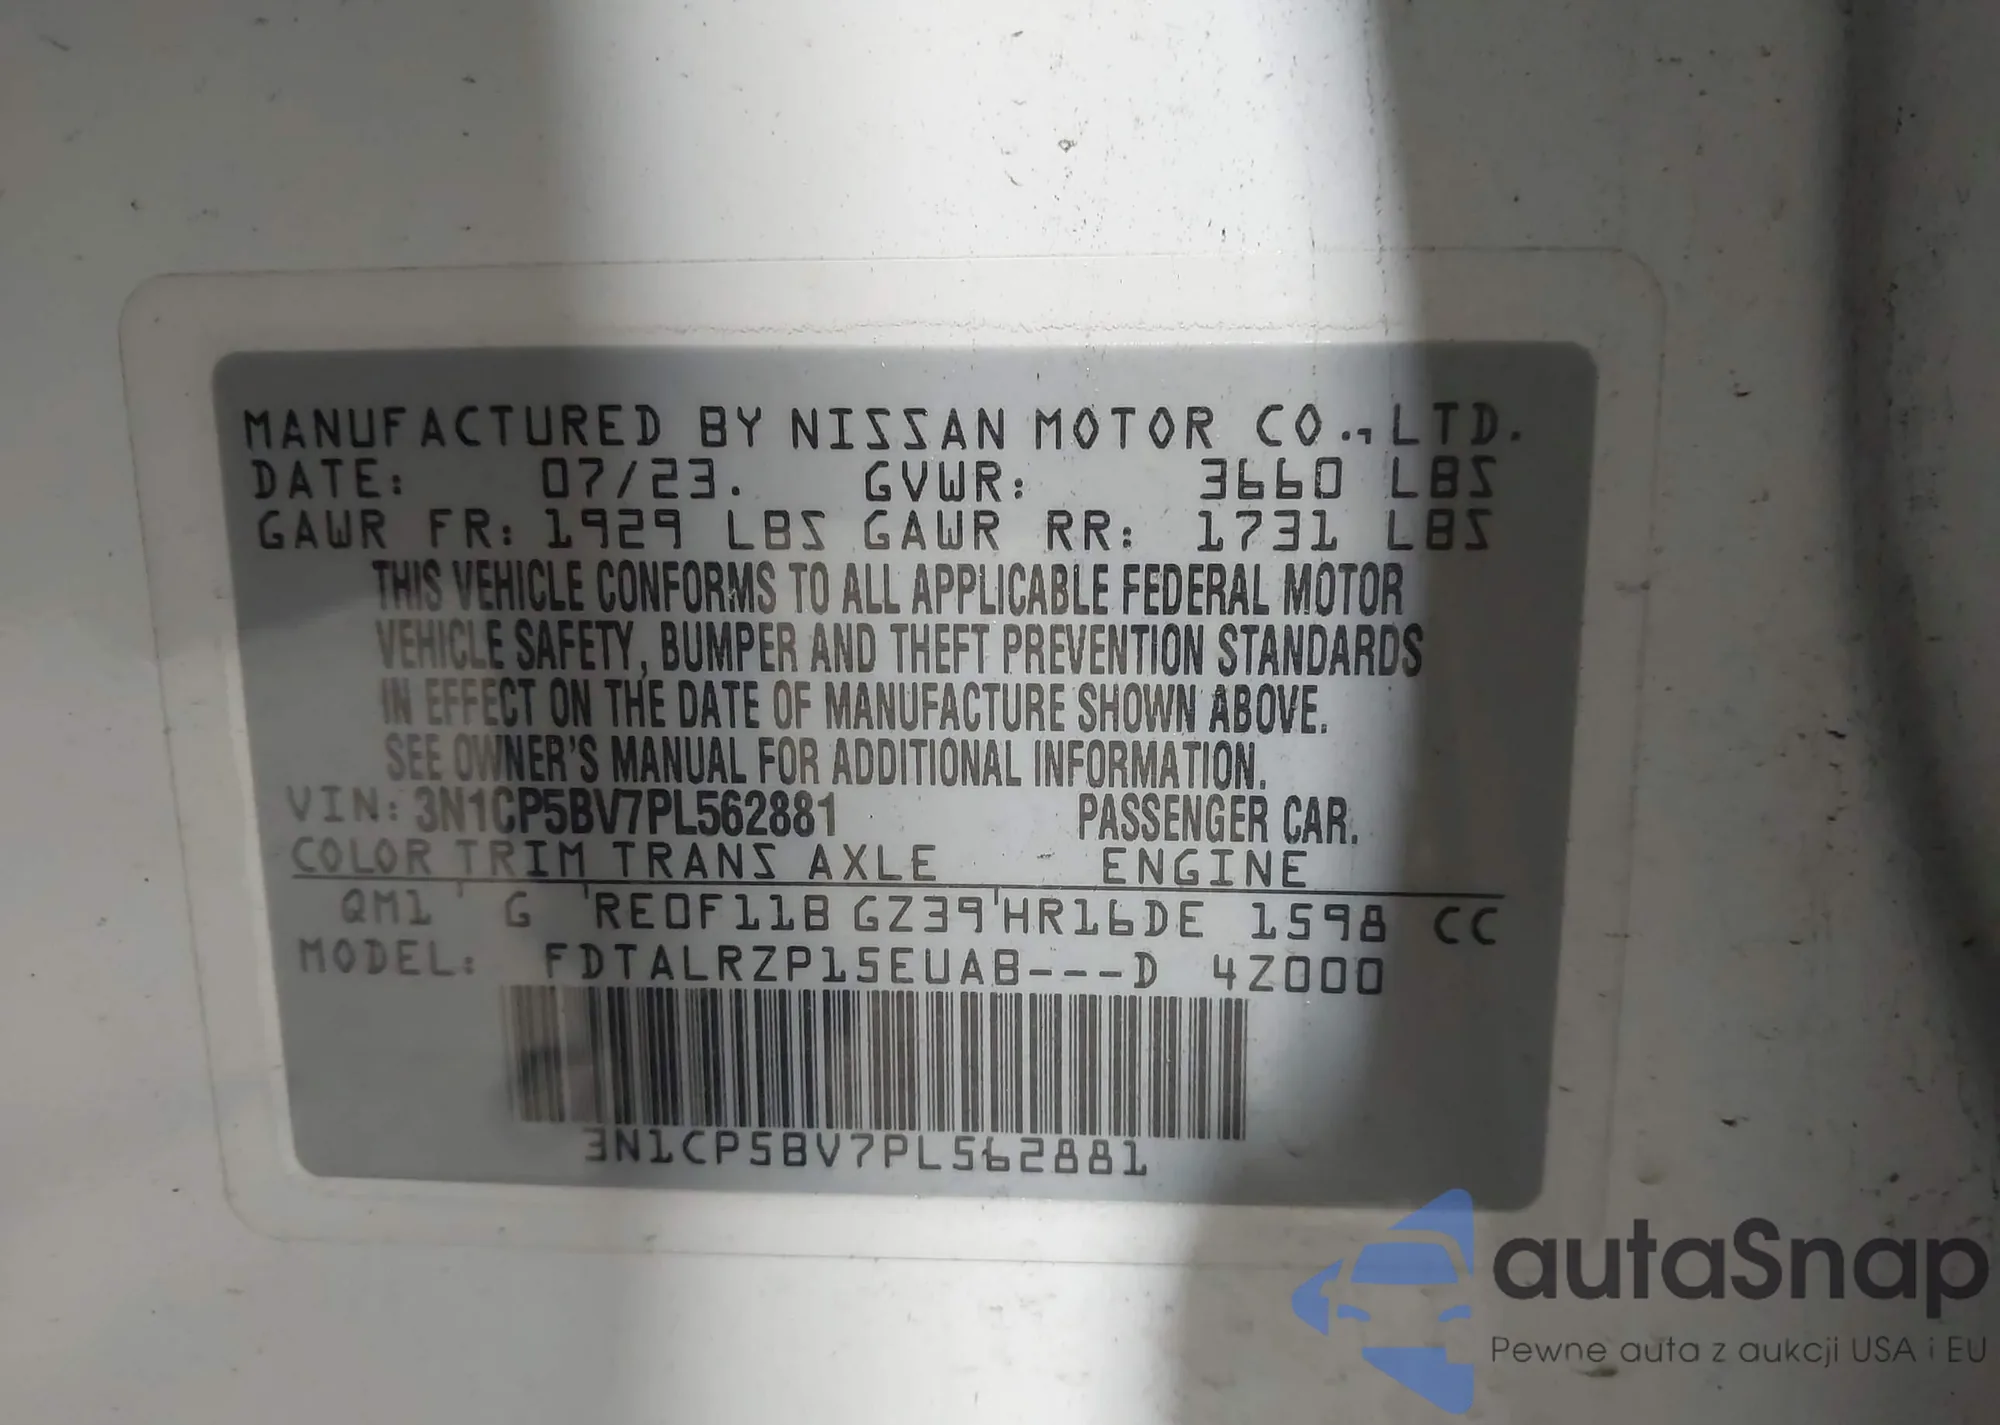 MANUFACTURED BY NISSAN MOTOR CO., LTD.
DATE: 07/23. GVWR: 3660 LBS
GAWR FR: 1929 LBS GAWR RR: 1731 LBS
THIS VEHICLE CONFORMS TO ALL APPLICABLE FEDERAL MOTOR
VEHICLE SAFETY, BUMPER AND THEFT PREVENTION STANDARDS
IN EFFECT ON THE DATE OF MANUFACTURE SHOWN ABOVE.
SEE OWNER'S MANUAL FOR ADDITIONAL INFORMATION.
VIN: 3N1CP5BV7PL562881 PASSENGER CAR.
COLOR TRIM TRANS AXLE ENGINE
QM1 G RE0F11B GZ39 HR16DE 1598 CC
MODEL: FDTALRZP15EUAB---D 4Z000
3N1CP5BV7PL562881
autaSnap
Pewne auta z aukcji USA i EU